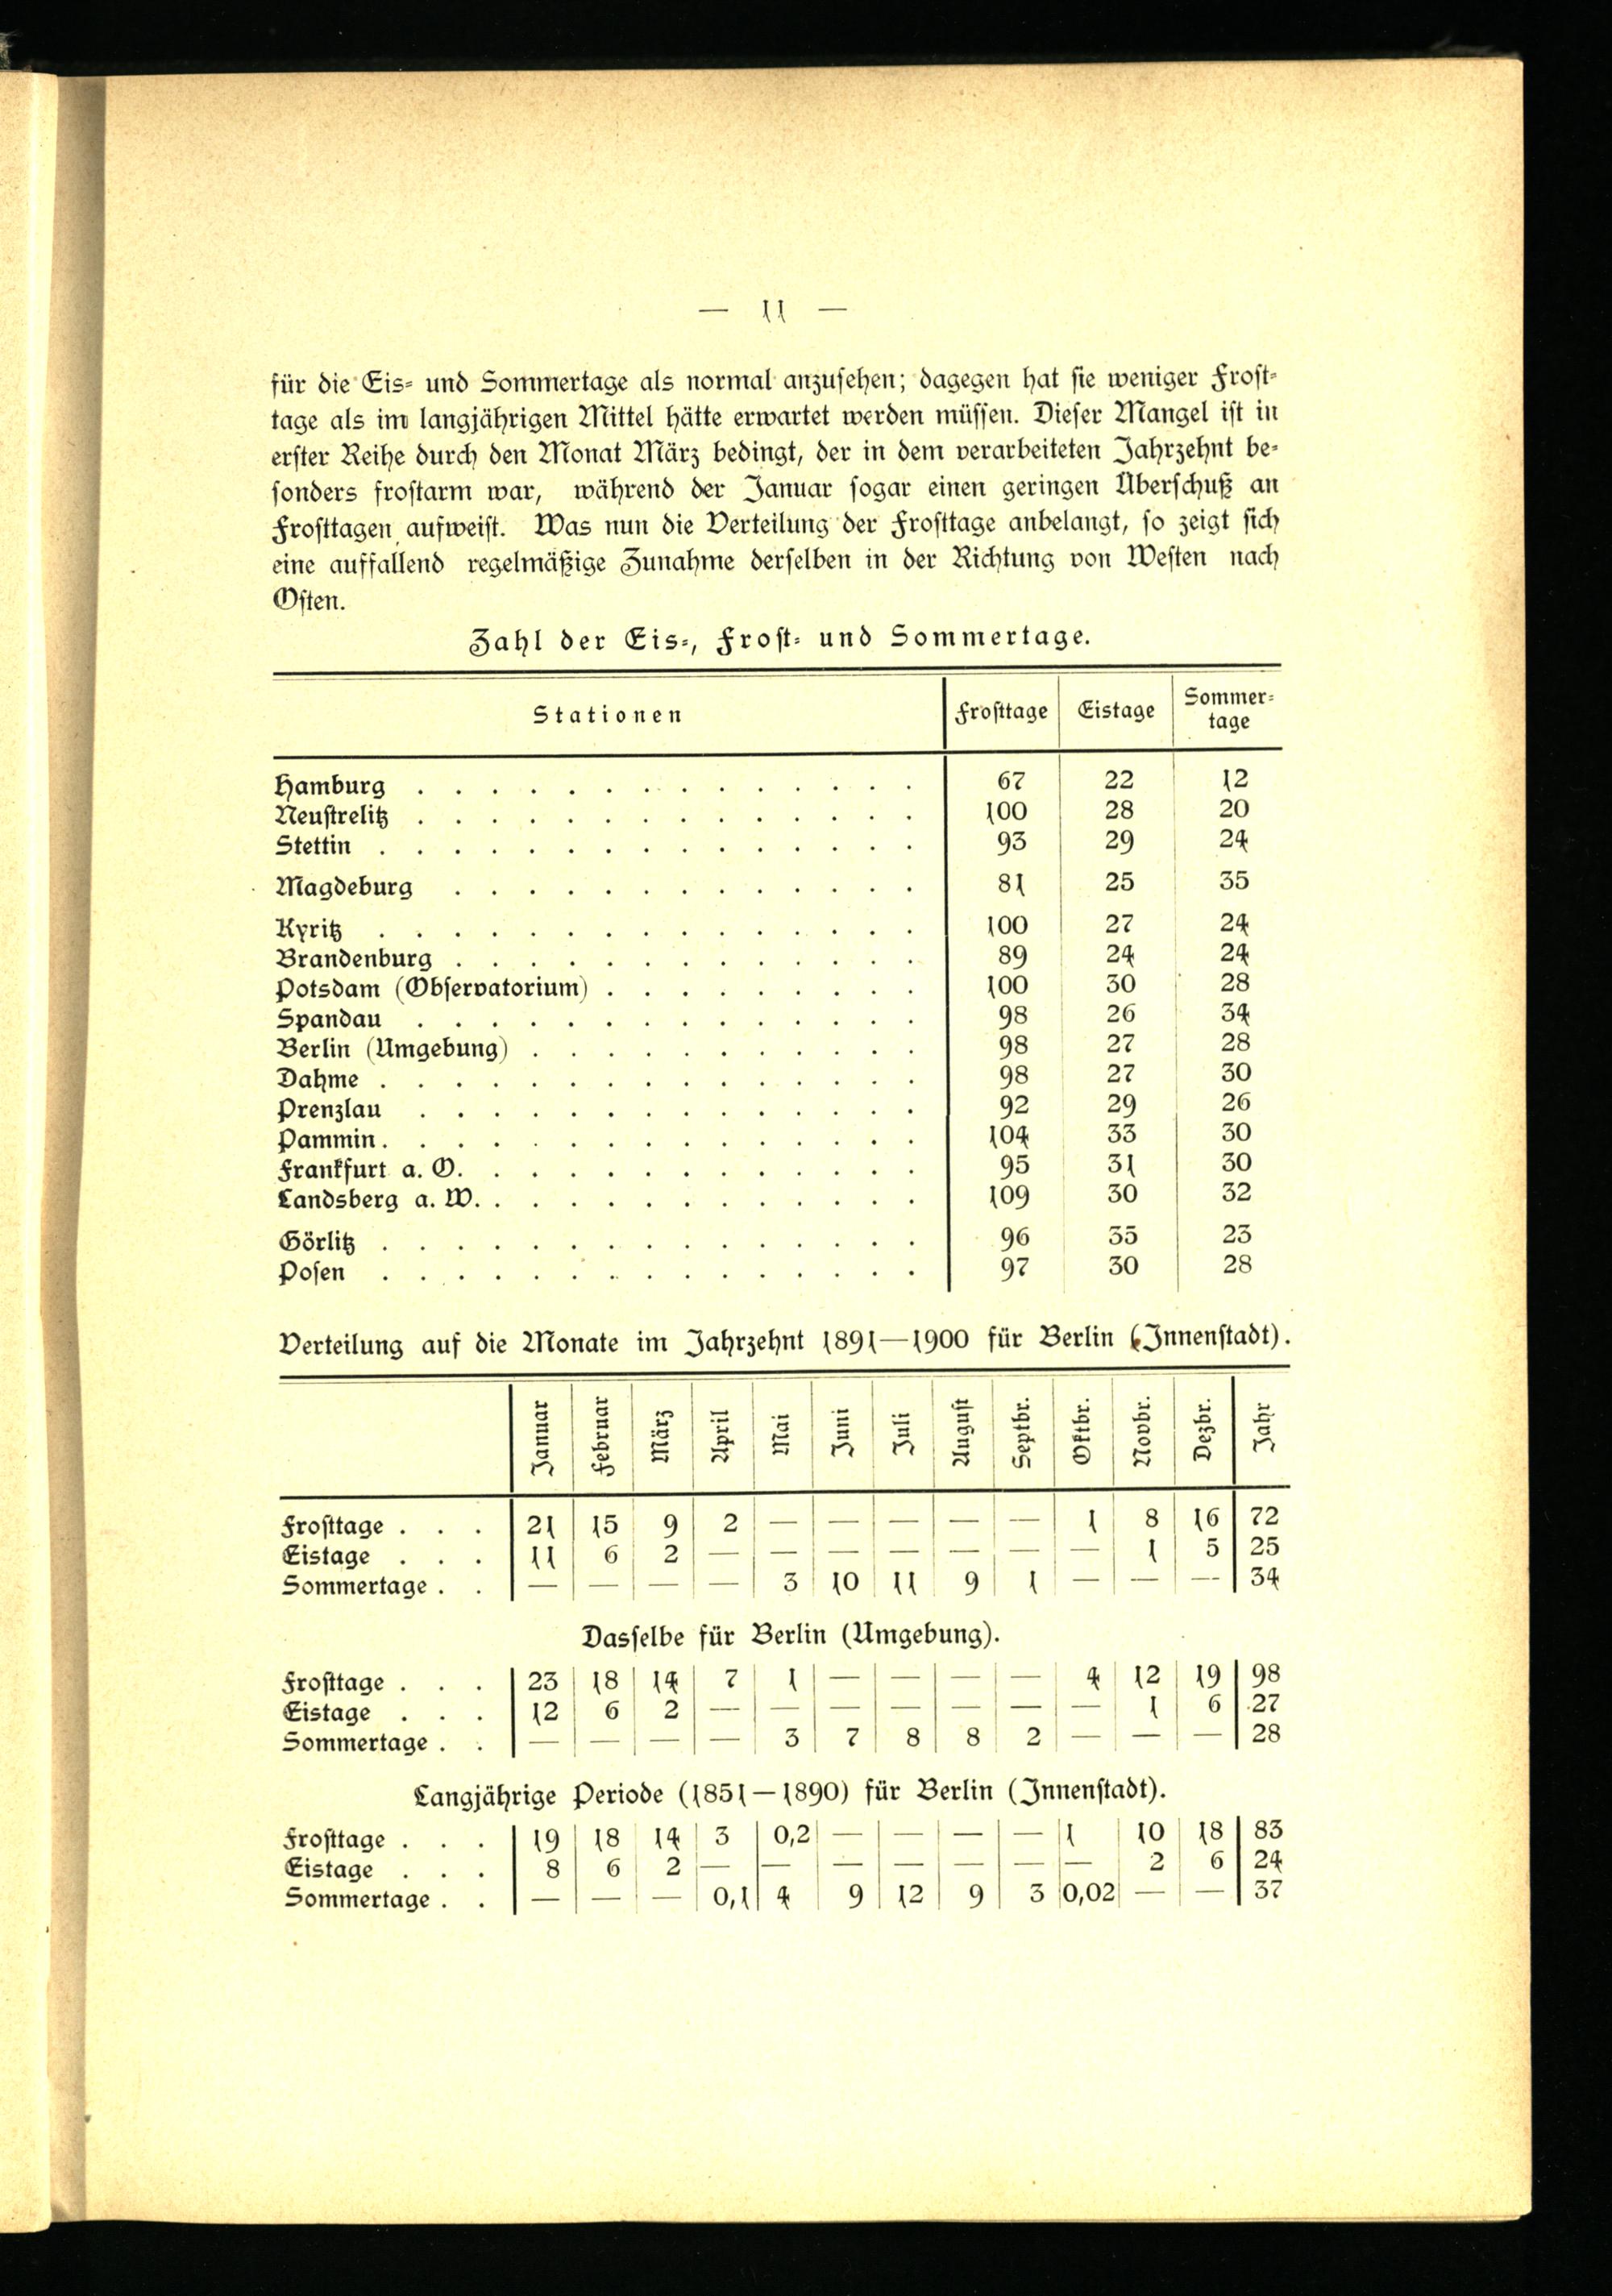 — 11 —
für die Eis- und Sommertage als normal anzusehen; dagegen hat sie weniger Frost-
tage als im langjährigen Mittel hätte erwartet werden müssen. Dieser Mangel ist in
erster Reihe durch den Monat März bedingt, der in dem verarbeiteten Jahrzehnt be-
sonders frostarm war, während der Januar sogar einen geringen Überschuß an
Frosttagen aufweist. Was nun die Verteilung der Frosttage anbelangt, so zeigt sich
eine auffallend regelmäßige Zunahme derselben in der Richtung von Westen nach
Osten.
Zahl der Eis-, Frost- und Sommertage.
Stationen Frosttage Eistage Sommer-
tage
Hamburg . . . . . . . . . . . . . . 67 22 12
Neustrelitz . . . . . . . . . . . . . . 100 28 20
Stettin . . . . . . . . . . . . . . . 93 29 24
Magdeburg . . . . . . . . . . . . . 81 25 35
Kyritz . . . . . . . . . . . . . . . 100 27 24
Brandenburg . . . . . . . . . . . . . 89 24 24
Potsdam (Observatorium) . . . . . . . . . 100 30 28
Spandau . . . . . . . . . . . . . . 98 26 34
Berlin (Umgebung) . . . . . . . . . . . 98 27 28
Dahme . . . . . . . . . . . . . . . 98 27 30
Prenzlau . . . . . . . . . . . . . . 92 29 26
Pammin . . . . . . . . . . . . . . . 104 33 30
Frankfurt a. O. . . . . . . . . . . . . 95 31 30
Landsberg a. W. . . . . . . . . . . . . 109 30 32
Görlitz . . . . . . . . . . . . . . . 96 35 23
Posen . . . . . . . . . . . . . . . 97 30 28
Verteilung auf die Monate im Jahrzehnt 1891—1900 für Berlin (Innenstadt).
Januar Februar März April Mai Juni Juli August Septbr. Oktbr. Novbr. Dezbr. Jahr
Frosttage . . . 21 15 9 2 — — — — — 1 8 16 72
Eistage . . . 11 6 2 — — — — — — — 1 5 25
Sommertage . . — — — — 3 10 11 9 1 — — — 34
Dasselbe für Berlin (Umgebung).
Frosttage . . . 23 18 14 7 1 — — — — 4 12 19 98
Eistage . . . 12 6 2 — — — — — — — 1 6 27
Sommertage . . — — — — 3 7 8 8 2 — — — 28
Langjährige Periode (1851—1890) für Berlin (Innenstadt).
Frosttage . . . 19 18 14 3 0,2 — — — — 1 10 18 83
Eistage . . . 8 6 2 — — — — — — — 2 6 24
Sommertage . . — — — 0,1 4 9 12 9 3 0,02 — — 37